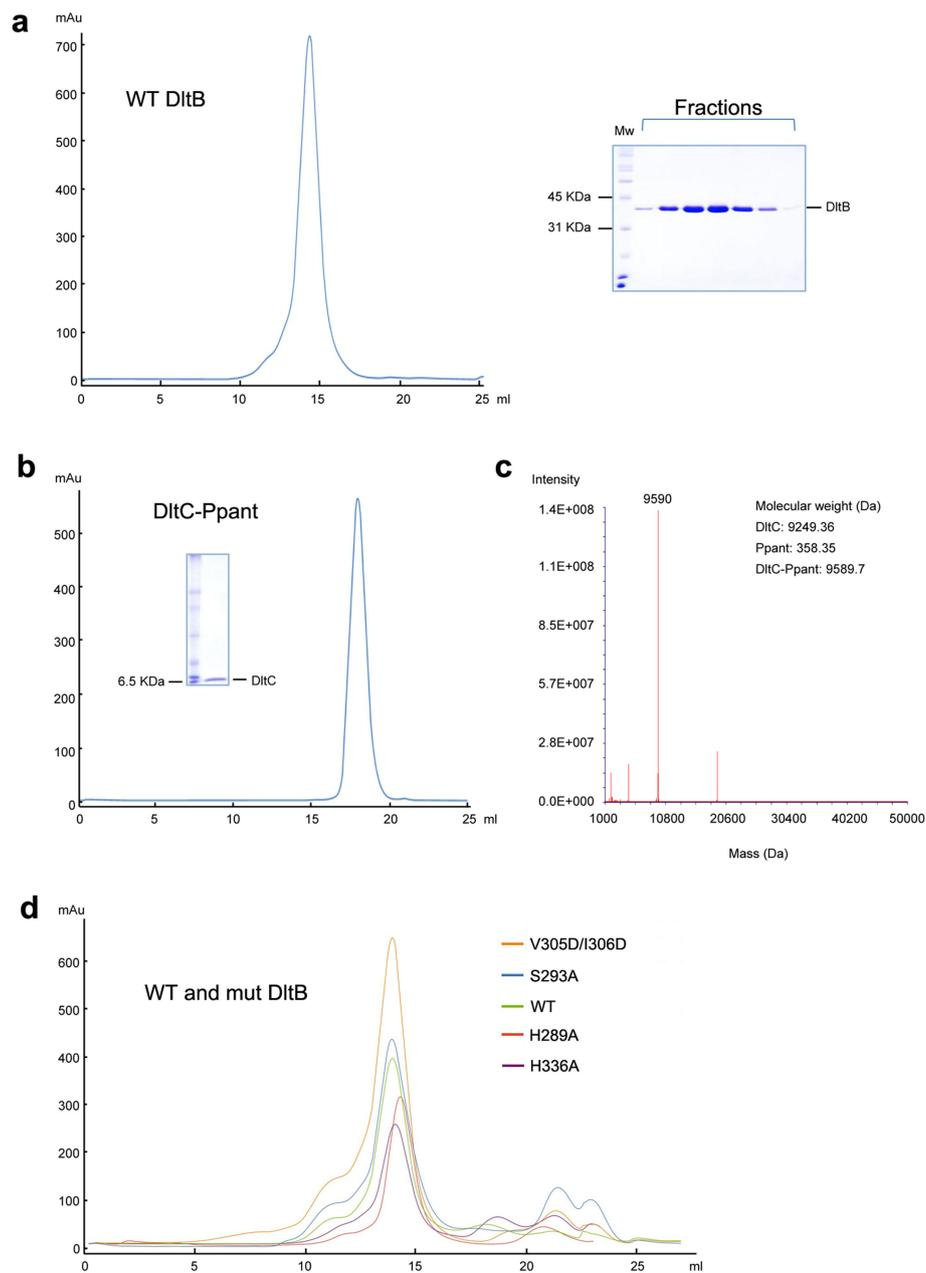 a
mAu
700
600
500
400
300
200
100
0
0 5 10 15 20 25 ml
WT DltB
Fractions
Mw
45 KDa
31 KDa
DltB
b
mAu
500
400
300
200
100
0
0 5 10 15 20 25 ml
DltC-Ppant
6.5 KDa
DltC
c
Intensity
1.4E+008
1.1E+008
8.5E+007
5.7E+007
2.8E+007
0.0E+000
1000 10800 20600 30400 40200 50000
Mass (Da)
9590
Molecular weight (Da)
DltC: 9249.36
Ppant: 358.35
DltC-Ppant: 9589.7
d
mAu
600
500
400
300
200
100
0
0 5 10 15 20 25 ml
WT and mut DltB
V305D/I306D
S293A
WT
H289A
H336A